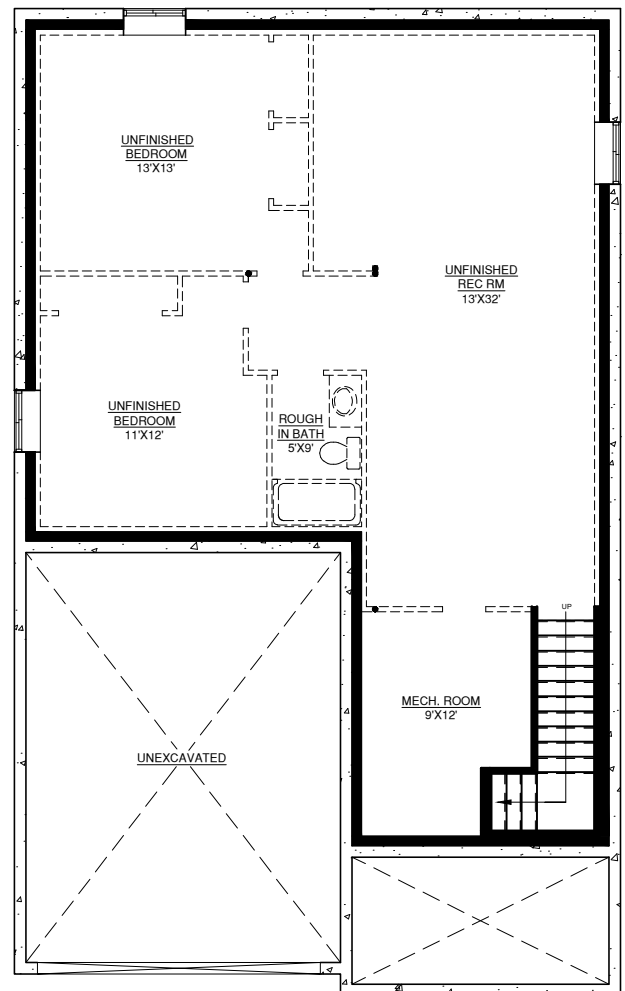 UNFINISHED
BEDROOM
13'X13'
UNFINISHED
REC RM
13'X32'
UNFINISHED
BEDROOM
11'X12'
ROUGH
IN BATH
5'X9'
UP
MECH. ROOM
9'X12'
UNEXCAVATED